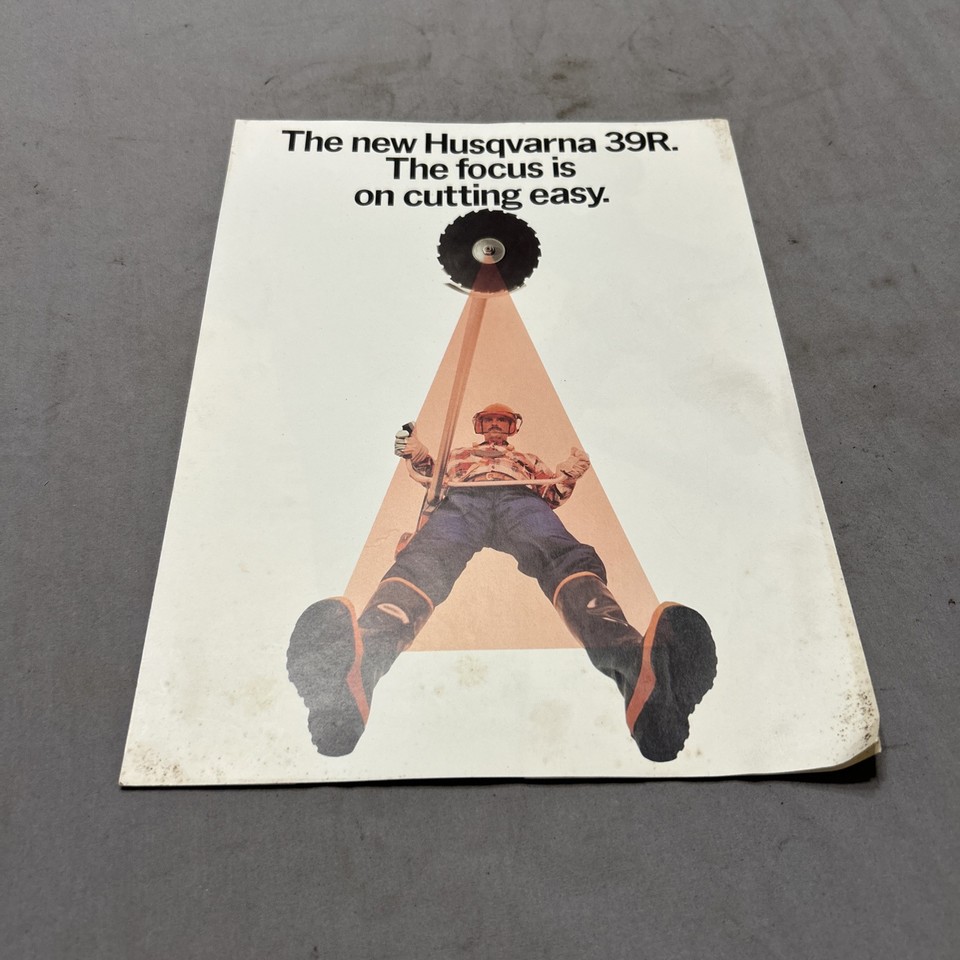 The new Husqvarna 39R.
The focus is
on cutting easy.